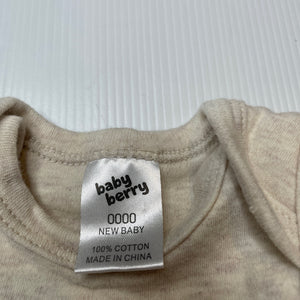 baby
berry
0000
NEW BABY
100% COTTON
MADE IN CHINA